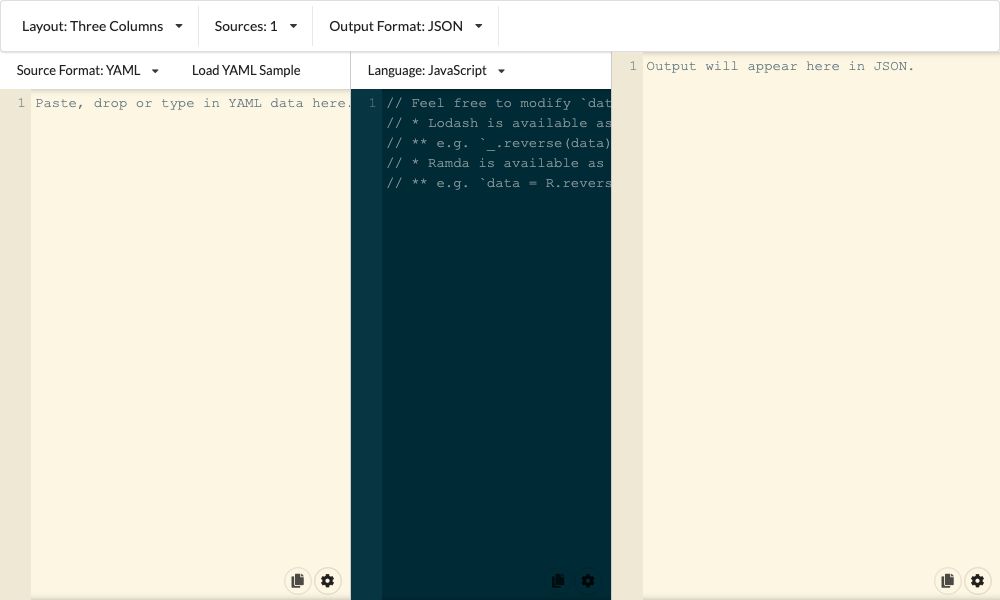 Layout: Three Columns
Sources: 1
Output Format: JSON
Source Format: YAML
Load YAML Sample
1 Paste, drop or type in YAML data here.
Language: JavaScript
1 // Feel free to modify `dat
// * Lodash is available as
// ** e.g. `_.reverse(data)
// * Ramda is available as
// ** e.g. `data = R.revers
1 Output will appear here in JSON.